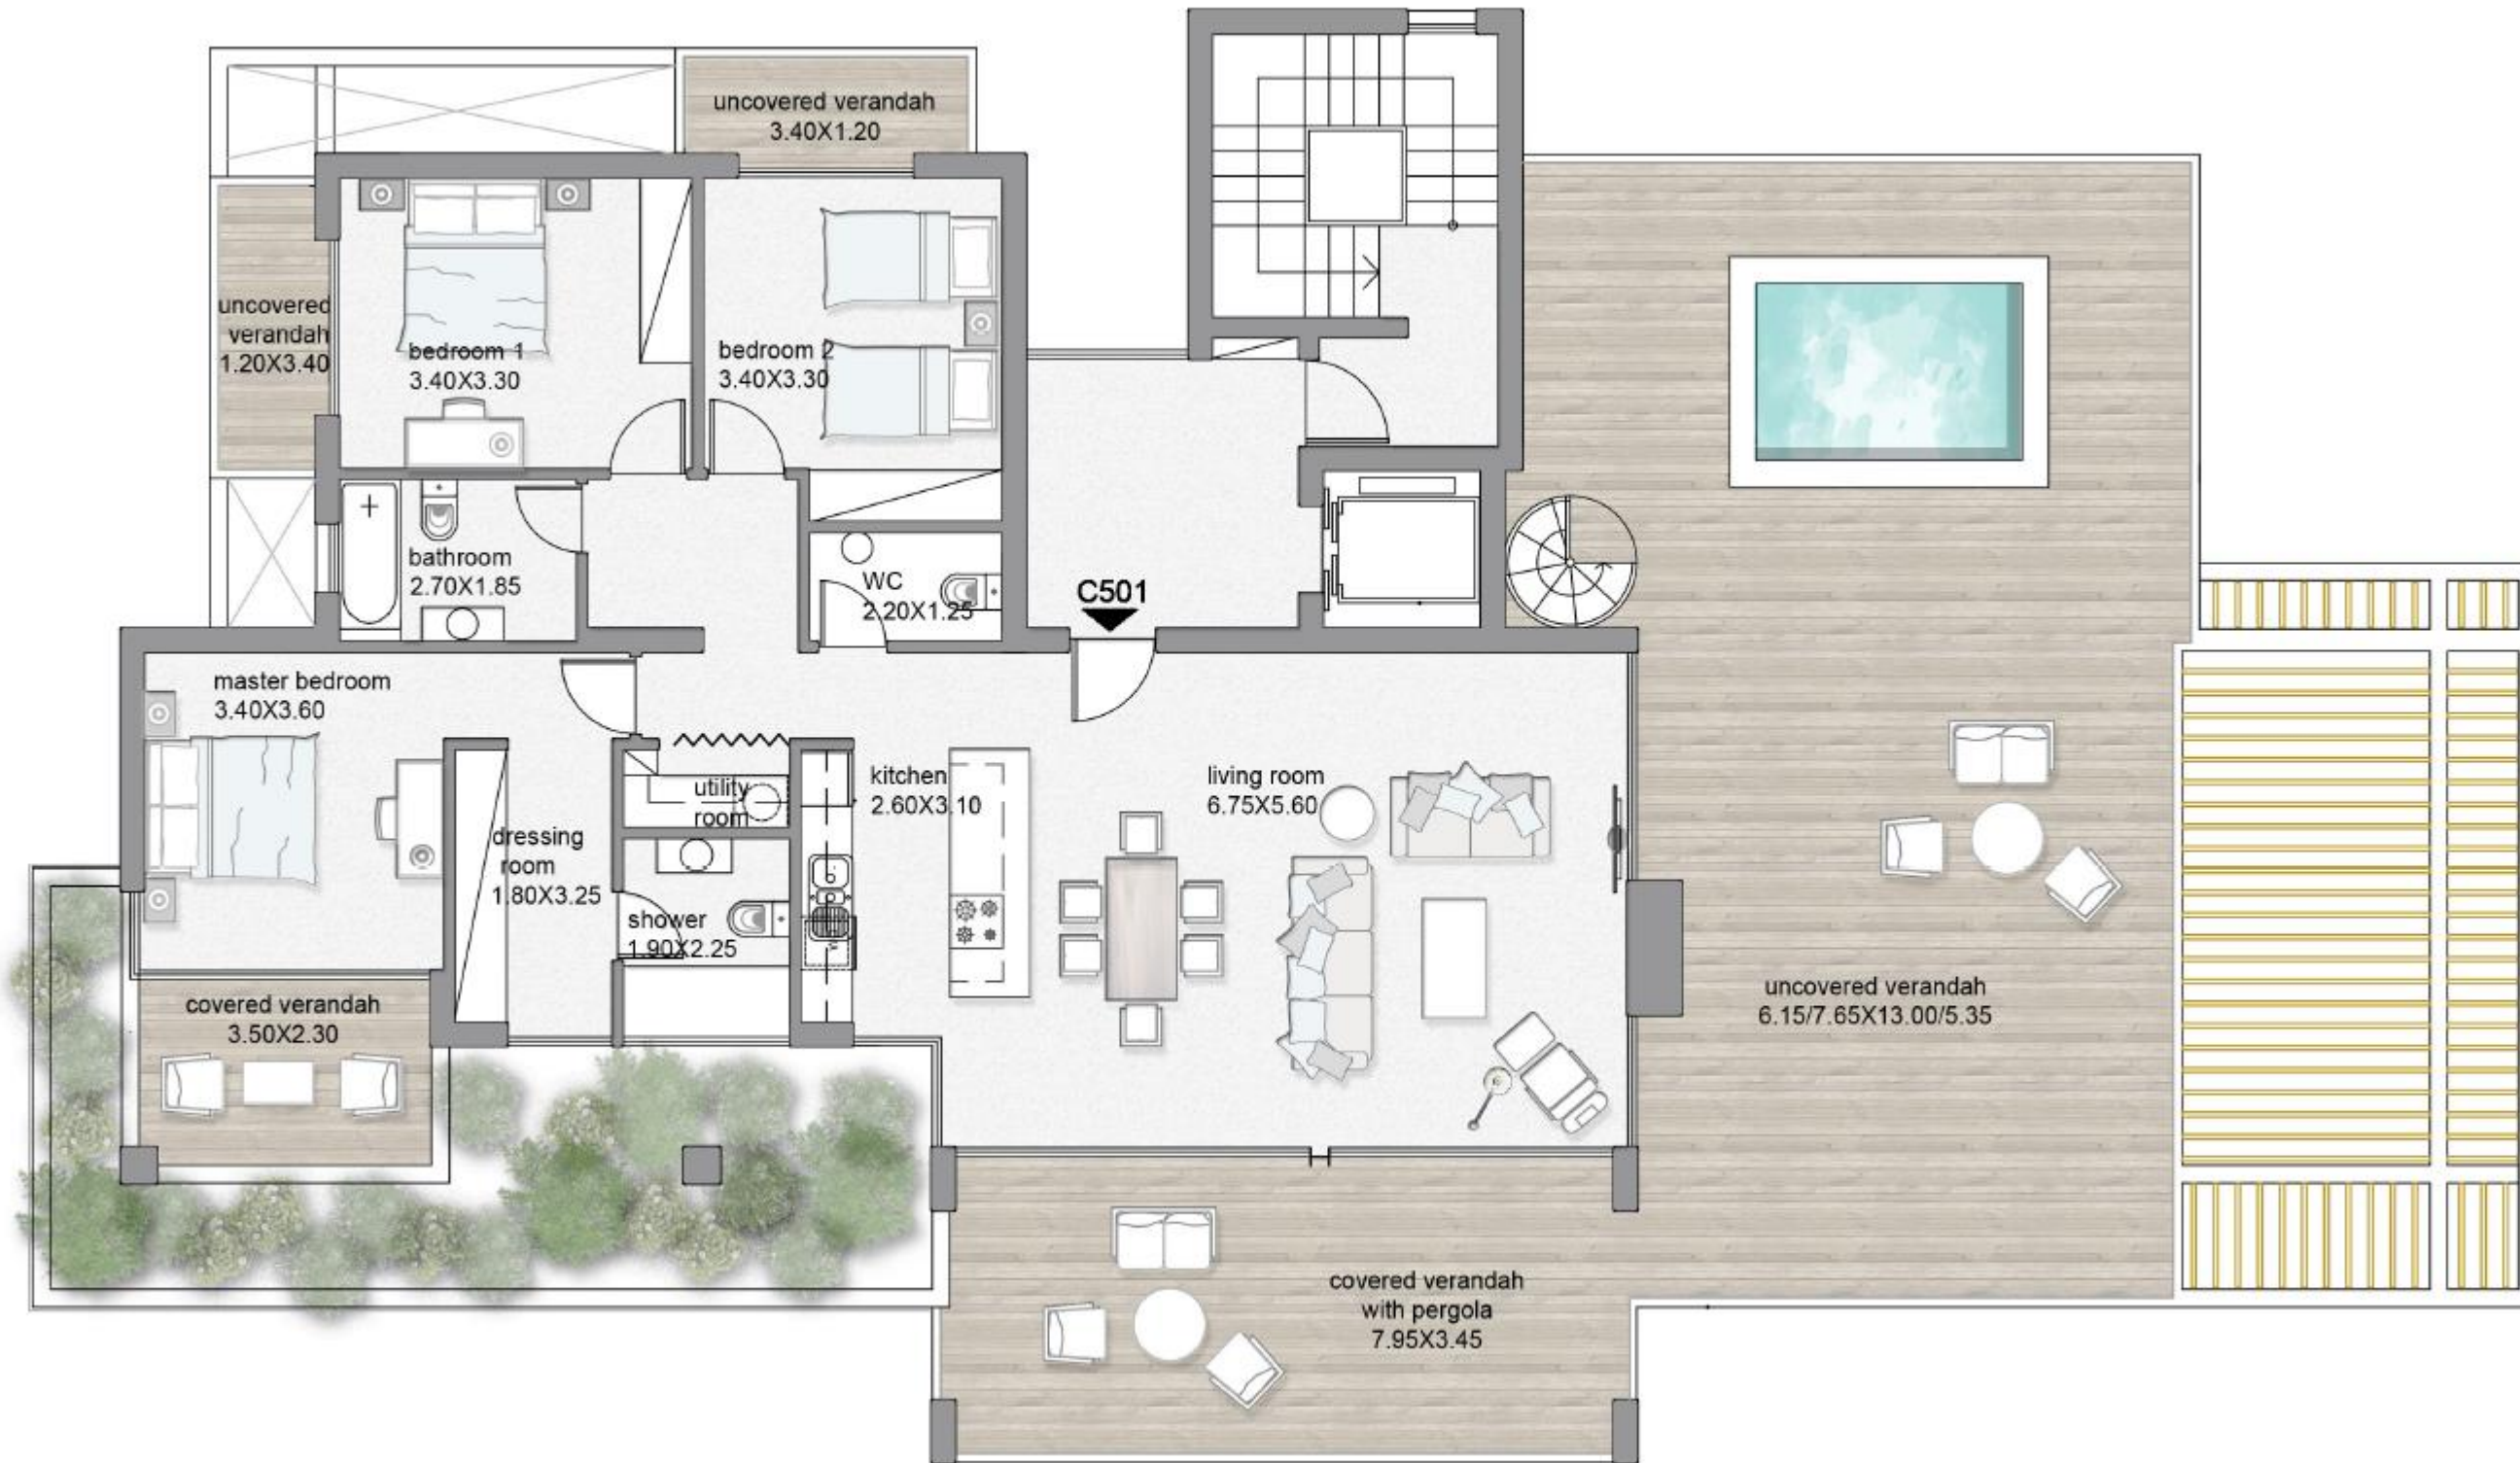 uncovered verandah
3.40X1.20
uncovered
verandah
1.20X3.40
bedroom 1
3.40X3.30
bedroom 2
3.40X3.30
bathroom
2.70X1.85
WC
2.20X1.25
C501
master bedroom
3.40X3.60
utility
room
kitchen
2.60X3.10
living room
6.75X5.60
dressing
room
1.80X3.25
shower
1.90X2.25
covered verandah
3.50X2.30
uncovered verandah
6.15/7.65X13.00/5.35
covered verandah
with pergola
7.95X3.45